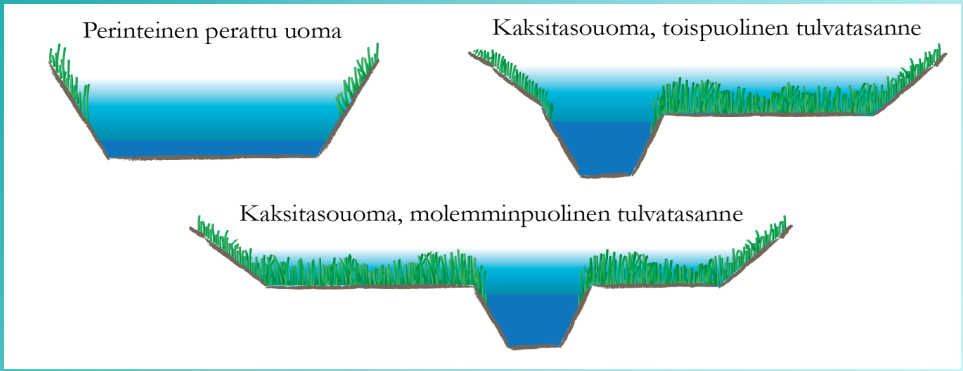 Perinteinen perattu uoma
Kaksitasouoma, toispuolinen tulvatasanne
Kaksitasouoma, molemminpuolinen tulvatasanne